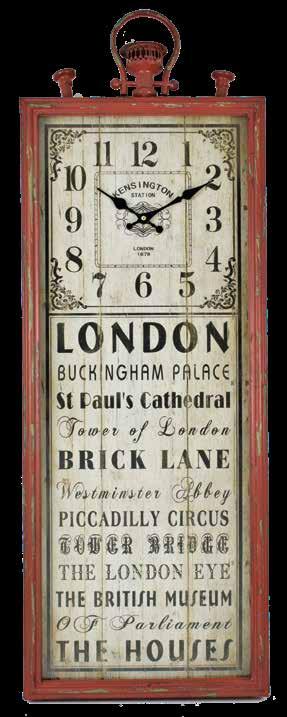 11 12 1
10 2
KENSINGTON
STATION
9 3
LONDON
1879
8 4
7 6 5
LONDON
BUCKINGHAM PALACE
St Paul's Cathedral
Tower of London
BRICK LANE
Westminster Abbey
PICCADILLY CIRCUS
TOWER BRIDGE
THE LONDON EYE
THE BRITISH MUSEUM
Of Parliament
THE HOUSES